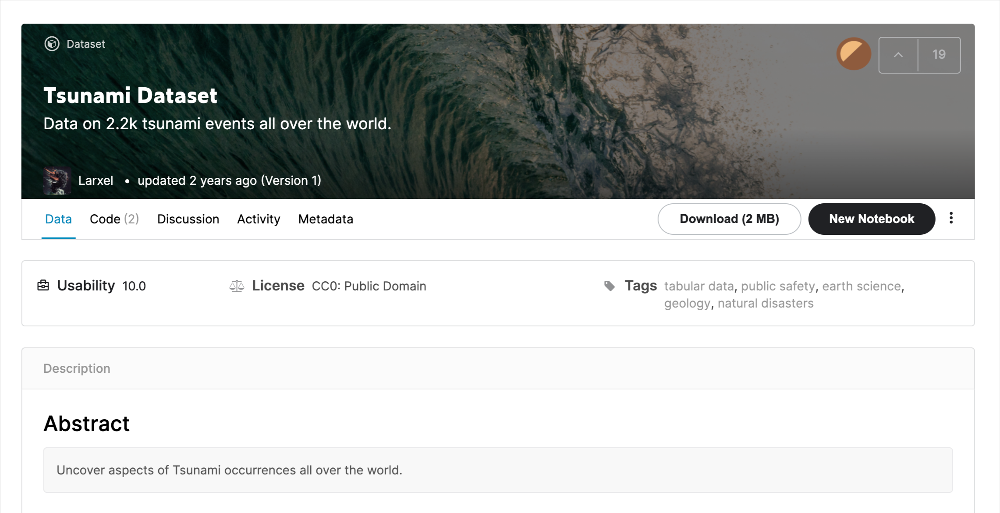 Dataset
19
Tsunami Dataset
Data on 2.2k tsunami events all over the world.
Larxel • updated 2 years ago (Version 1)
Data Code (2) Discussion Activity Metadata Download (2 MB) New Notebook
Usability 10.0 License CC0: Public Domain Tags tabular data, public safety, earth science,
geology, natural disasters
Description
Abstract
Uncover aspects of Tsunami occurrences all over the world.